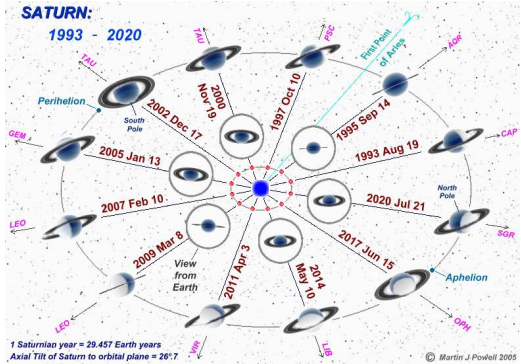 SATURN:
1993 - 2020
TAU
PSC
First Point
of Aries
AQR
TAU
Perihelion
South
Pole
2002 Dec 17
2000
Nov 19
1997 Oct 10
1995 Sep 14
GEM
2005 Jan 13
1993 Aug 19
CAP
2007 Feb 10
2020 Jul 21
North
Pole
LEO
SGR
2009 Mar 8
View
from
Earth
2011 Apr 3
2014
May 10
2017 Jun 15
Aphelion
LEO
VIR
LIB
OPH
1 Saturnian year = 29.457 Earth years
Axial Tilt of Saturn to orbital plane = 26°.7
© Martin J Powell 2005